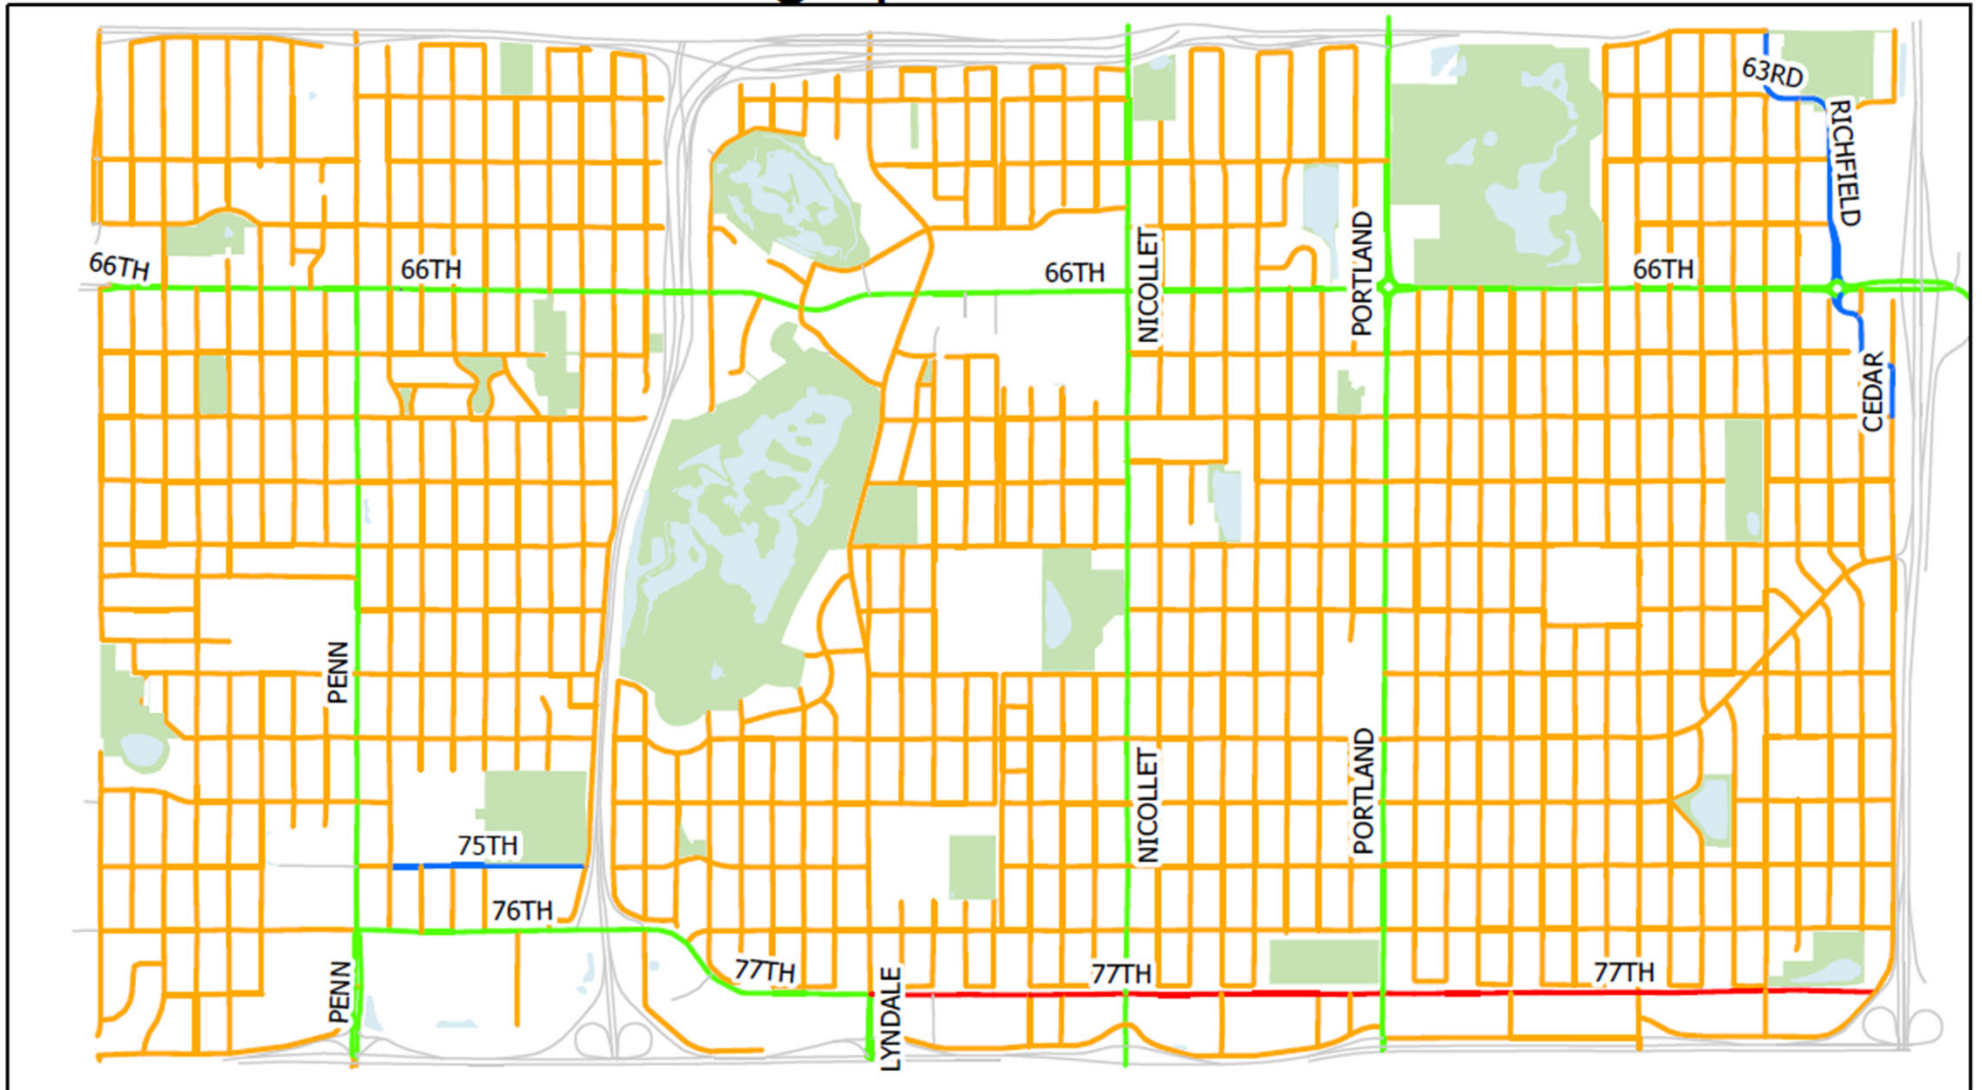 63RD
RICHFIELD
66TH
66TH
66TH
NICOLLET
PORTLAND
66TH
CEDAR
PENN
NICOLLET
PORTLAND
75TH
76TH
PENN
77TH
LYNDALE
77TH
77TH